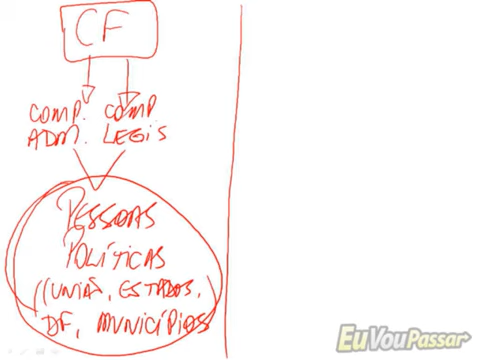 CF
COMP. COMP
ADM. LEGIS
PESSOAS
POLÍTICAS
(UNIÃO, ESTADOS,
DF, MUNICÍPIOS
EuVouPassar